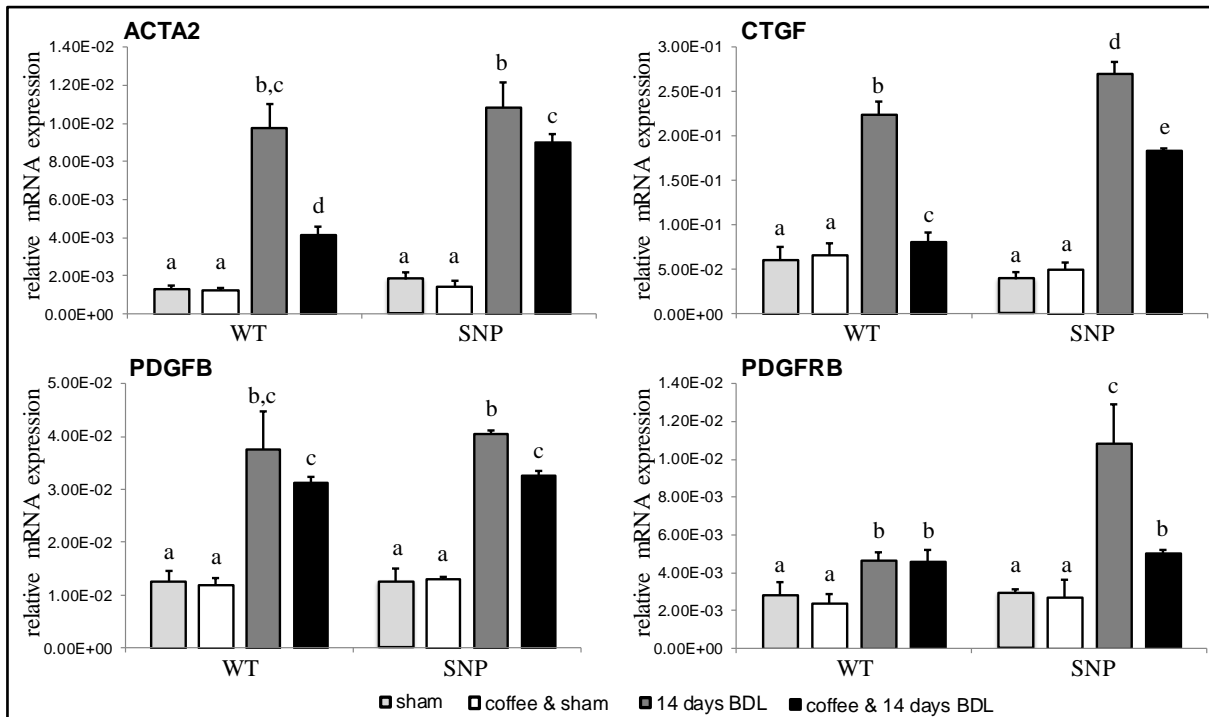 ACTA2
relative mRNA expression
1.40E-02
1.20E-02
1.00E-02
8.00E-03
6.00E-03
4.00E-03
2.00E-03
0.00E+00
a
a
b,c
d
a
a
b
c
WT
SNP
CTGF
relative mRNA expression
3.00E-01
2.50E-01
2.00E-01
1.50E-01
1.00E-01
5.00E-02
0.00E+00
a
a
b
c
a
a
d
e
WT
SNP
PDGFB
relative mRNA expression
5.00E-02
4.00E-02
3.00E-02
2.00E-02
1.00E-02
0.00E+00
a
a
b,c
c
a
a
b
c
WT
SNP
PDGFRB
relative mRNA expression
1.40E-02
1.20E-02
1.00E-02
8.00E-03
6.00E-03
4.00E-03
2.00E-03
0.00E+00
a
a
b
b
a
a
c
b
WT
SNP
sham coffee & sham 14 days BDL coffee & 14 days BDL